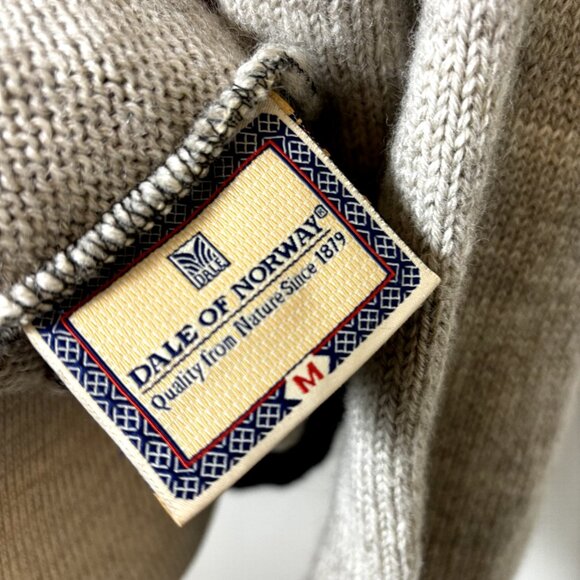 DALE
DALE OF NORWAY®
Quality from Nature Since 1879
M